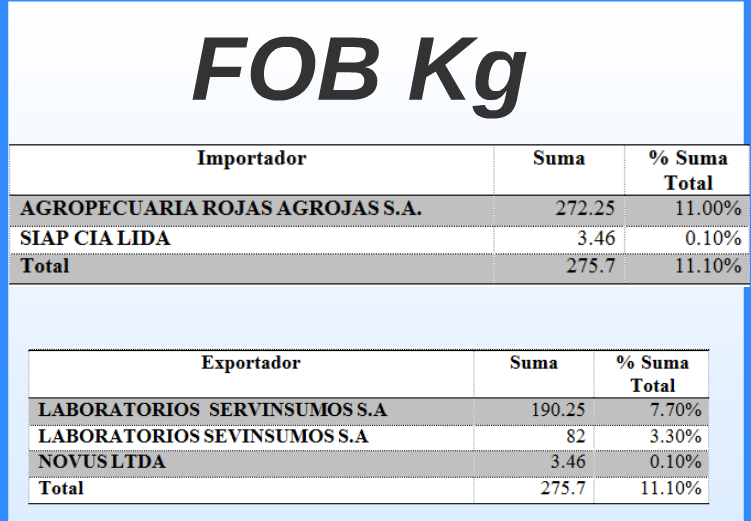 FOB Kg
Importador Suma % Suma
Total
AGROPECUARIA ROJAS AGROJAS S.A. 272.25 11.00%
SIAP CIA LIDA 3.46 0.10%
Total 275.7 11.10%
Exportador Suma % Suma
Total
LABORATORIOS SERVINSUMOS S.A 190.25 7.70%
LABORATORIOS SEVINSUMOS S.A 82 3.30%
NOVUS LTDA 3.46 0.10%
Total 275.7 11.10%